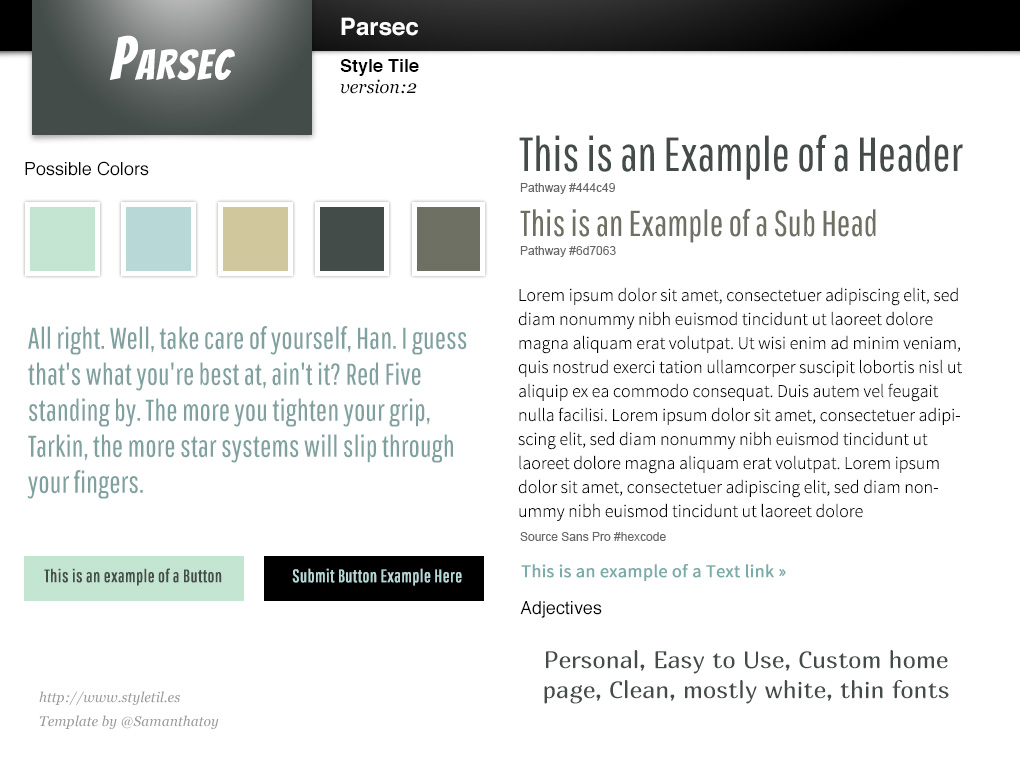 PARSEC
Parsec
Style Tile
version:2
Possible Colors
All right. Well, take care of yourself, Han. I guess
that's what you're best at, ain't it? Red Five
standing by. The more you tighten your grip,
Tarkin, the more star systems will slip through
your fingers.
This is an example of a Button
Submit Button Example Here
http://www.styletil.es
Template by @Samanthatoy
This is an Example of a Header
Pathway #444c49
This is an Example of a Sub Head
Pathway #6d7063
Lorem ipsum dolor sit amet, consectetuer adipiscing elit, sed
diam nonummy nibh euismod tincidunt ut laoreet dolore
magna aliquam erat volutpat. Ut wisi enim ad minim veniam,
quis nostrud exerci tation ullamcorper suscipit lobortis nisl ut
aliquip ex ea commodo consequat. Duis autem vel feugait
nulla facilisi. Lorem ipsum dolor sit amet, consectetuer adipi-
scing elit, sed diam nonummy nibh euismod tincidunt ut
laoreet dolore magna aliquam erat volutpat. Lorem ipsum
dolor sit amet, consectetuer adipiscing elit, sed diam non-
ummy nibh euismod tincidunt ut laoreet dolore
Source Sans Pro #hexcode
This is an example of a Text link »
Adjectives
Personal, Easy to Use, Custom home
page, Clean, mostly white, thin fonts